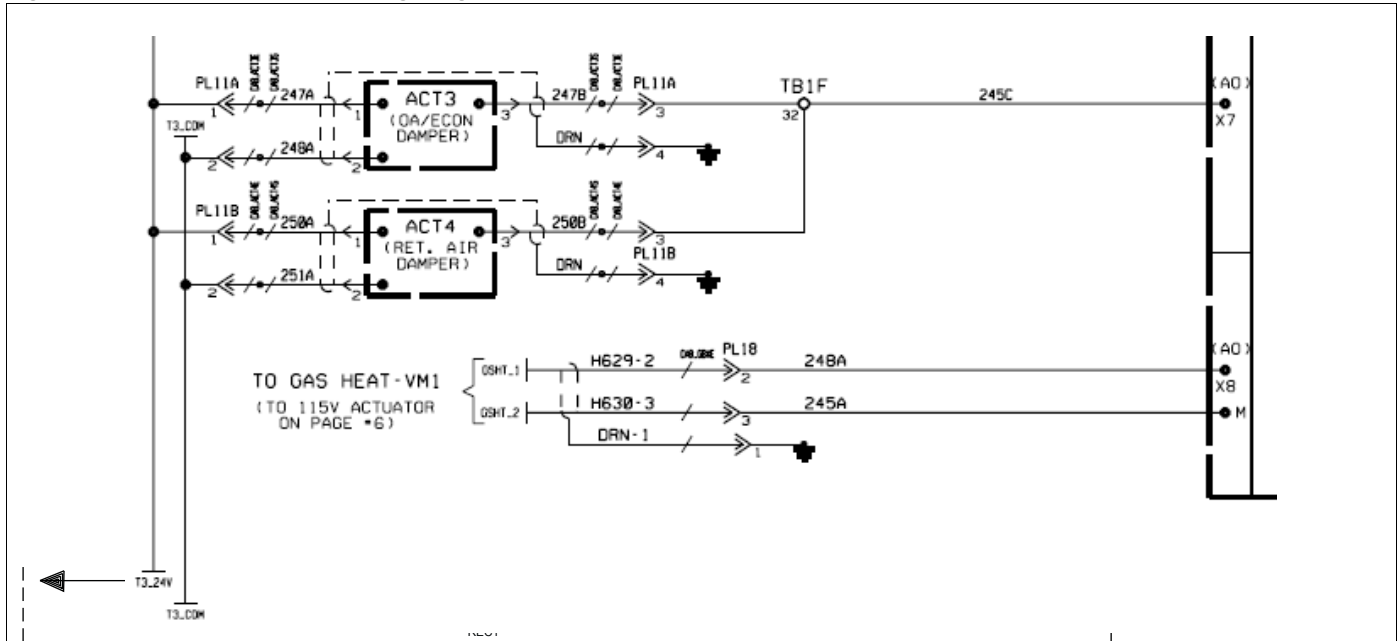 PL11A
247A
1
1
ACT3
(OA/ECON
DAMPER)
3
247B
PL11A
3
TB1F
32
245C
(AO)
X7
T3_COM
2
248A
2
DRN
4
PL11B
250A
1
1
ACT4
(RET. AIR
DAMPER)
3
250B
3
PL11B
2
251A
2
DRN
4
TO GAS HEAT-VM1
(TO 115V ACTUATOR
ON PAGE *6)
GSHT_1
H629-2
PL18
2
248A
(AO)
X8
GSHT_2
H630-3
3
245A
M
DRN-1
1
T3_24V
T3_COM